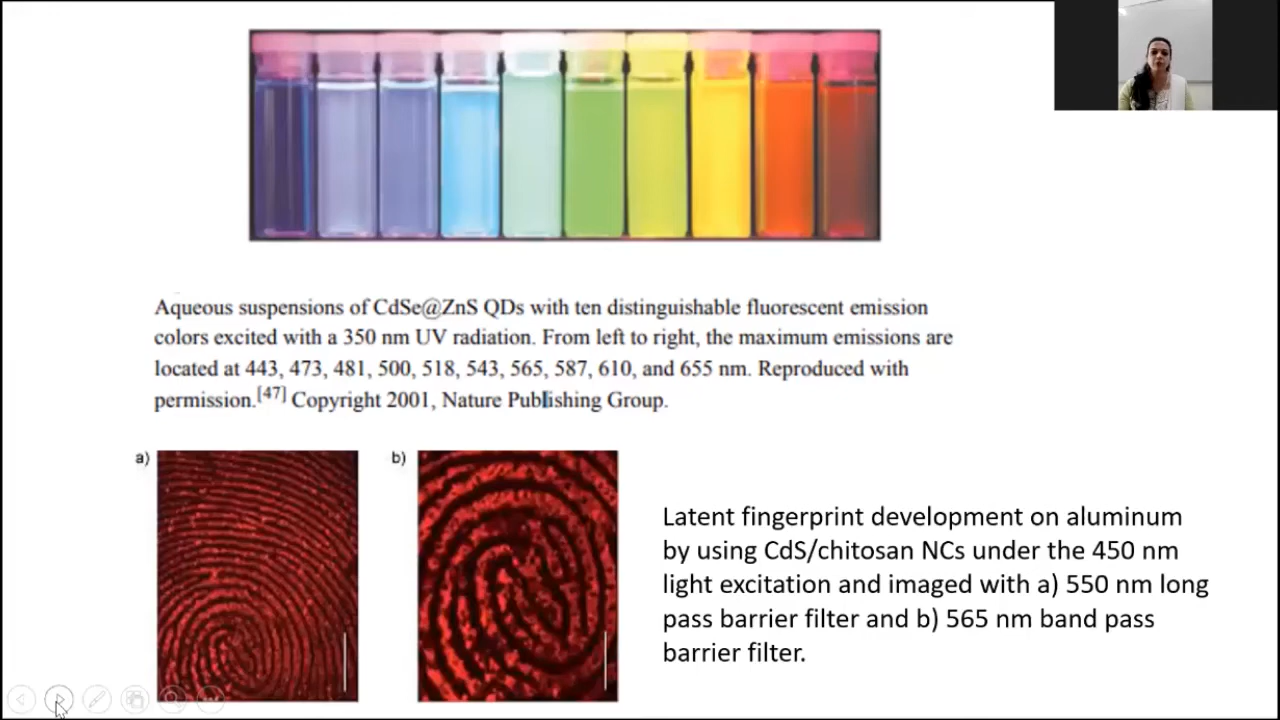 Aqueous suspensions of CdSe@ZnS QDs with ten distinguishable fluorescent emission
colors excited with a 350 nm UV radiation. From left to right, the maximum emissions are
located at 443, 473, 481, 500, 518, 543, 565, 587, 610, and 655 nm. Reproduced with
permission.[47] Copyright 2001, Nature Publishing Group.
a)
b)
Latent fingerprint development on aluminum
by using CdS/chitosan NCs under the 450 nm
light excitation and imaged with a) 550 nm long
pass barrier filter and b) 565 nm band pass
barrier filter.